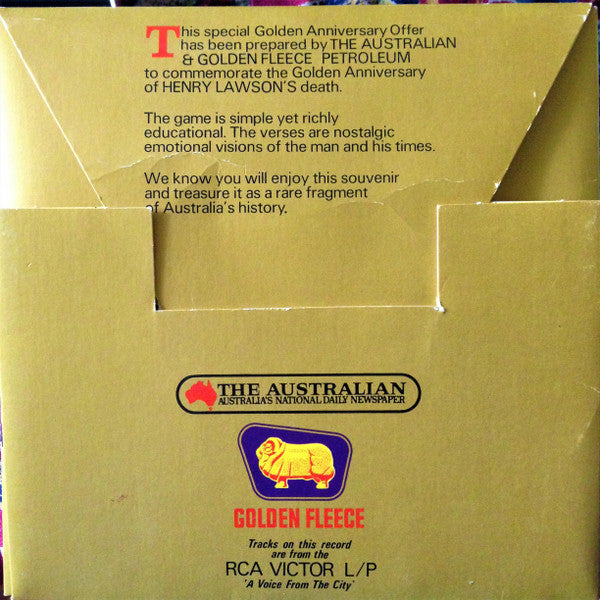 This special Golden Anniversary Offer
has been prepared by THE AUSTRALIAN
& GOLDEN FLEECE PETROLEUM
to commemorate the Golden Anniversary
of HENRY LAWSON'S death.
The game is simple yet richly
educational. The verses are nostalgic
emotional visions of the man and his times.
We know you will enjoy this souvenir
and treasure it as a rare fragment
of Australia's history.
THE AUSTRALIAN
AUSTRALIA'S NATIONAL DAILY NEWSPAPER
GOLDEN FLEECE
Tracks on this record
are from the
RCA VICTOR L/P
'A Voice From The City'